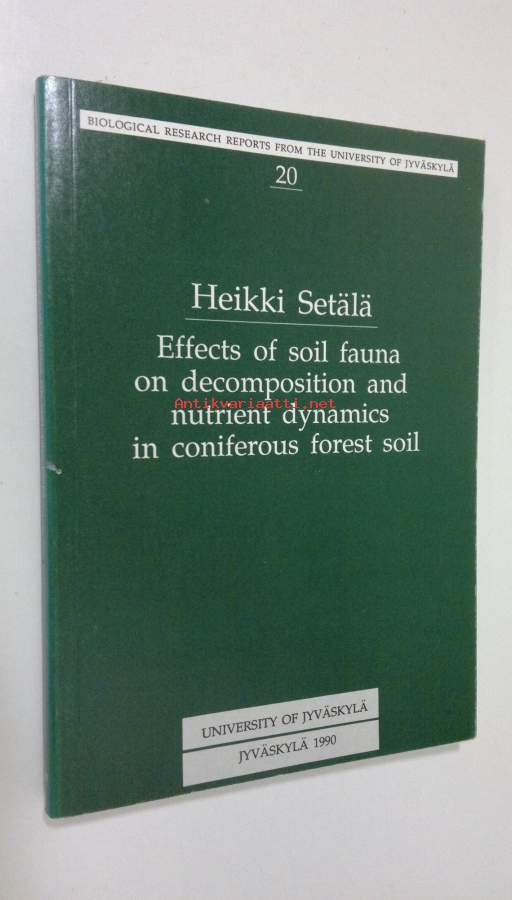 BIOLOGICAL RESEARCH REPORTS FROM THE UNIVERSITY OF JYVÄSKYLÄ
20
Heikki Setälä
Effects of soil fauna
on decomposition and
Antikvariaatti.net
nutrient dynamics
in coniferous forest soil
UNIVERSITY OF JYVÄSKYLÄ
JYVÄSKYLÄ 1990